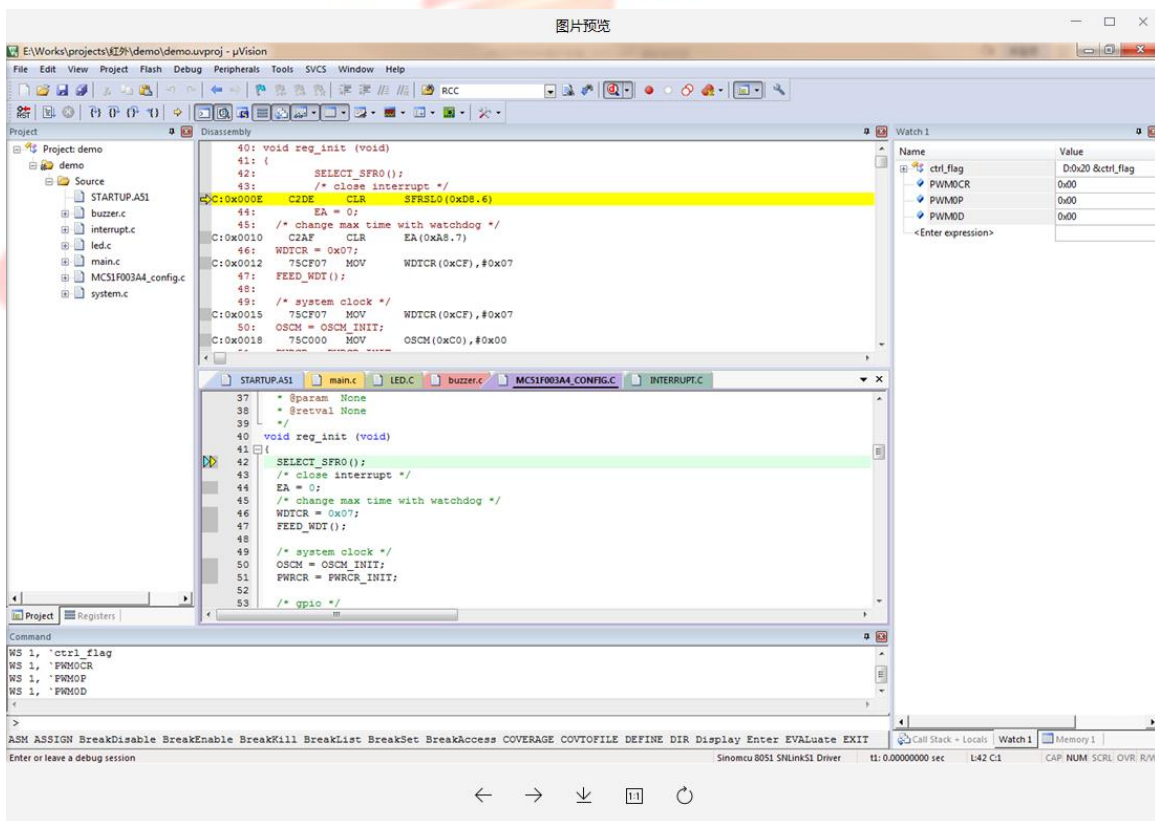 图片预览
E:\Works\projects\红外\demo\demo.uvproj - µVision
File Edit View Project Flash Debug Peripherals Tools SVCS Window Help
RCC
Project
Project: demo
demo
Source
STARTUP.A51
buzzer.c
interrupt.c
led.c
main.c
MC51F003A4_config.c
system.c
Project Registers
Disassembly
40: void reg_init (void)
41: {
42: SELECT_SFR0();
43: /* close interrupt */
C:0x000E C2DE CLR SFRSL0(0xD8.6)
44: EA = 0;
45: /* change max time with watchdog */
C:0x0010 C2AF CLR EA(0xA8.7)
46: WDTCR = 0x07;
C:0x0012 75CF07 MOV WDTCR(0xCF),#0x07
47: FEED_WDT();
48:
49: /* system clock */
C:0x0015 75CF07 MOV WDTCR(0xCF),#0x07
50: OSCM = OSCM_INIT;
C:0x0018 75C000 MOV OSCM(0xC0),#0x00
STARTUP.A51 main.c LED.C buzzer.c MC51F003A4_CONFIG.C INTERRUPT.C
37 * @param None
38 * @retval None
39 */
40 void reg_init (void)
41 {
42 SELECT_SFR0();
43 /* close interrupt */
44 EA = 0;
45 /* change max time with watchdog */
46 WDTCR = 0x07;
47 FEED_WDT();
48
49 /* system clock */
50 OSCM = OSCM_INIT;
51 PWRCR = PWRCR_INIT;
52
53 /* gpio */
Watch 1
Name Value
ctrl_flag D:0x20 &ctrl_flag
PWM0CR 0x00
PWM0P 0x00
PWM0D 0x00
<Enter expression>
Command
WS 1, `ctrl_flag
WS 1, `PWM0CR
WS 1, `PWM0P
WS 1, `PWM0D
>
ASM ASSIGN BreakDisable BreakEnable BreakKill BreakList BreakSet BreakAccess COVERAGE COVTOFILE DEFINE DIR Display Enter EVALuate EXIT
Call Stack + Locals Watch 1 Memory 1
Enter or leave a debug session Sinomcu 8051 SNLinkS1 Driver t1: 0.00000000 sec L:42 C:1 CAP NUM SCRL OVR R/W
1:1